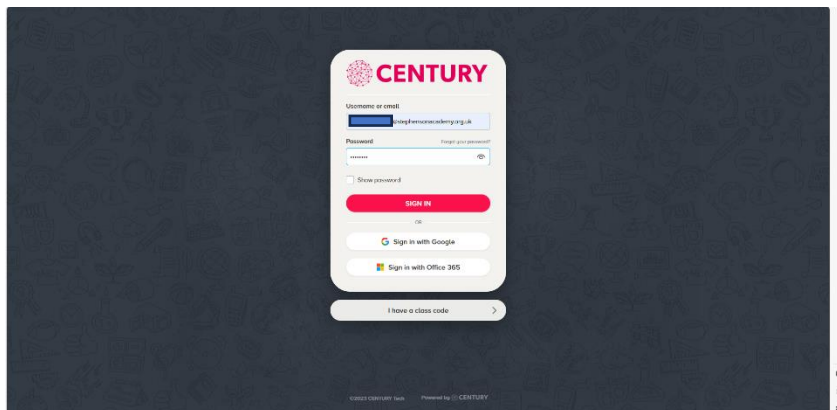 CENTURY
Username or email
@stephensonacademy.org.uk
Password Forgot your password?
••••••••
Show password
SIGN IN
OR
Sign in with Google
Sign in with Office 365
I have a class code
©2023 CENTURY Tech Powered by CENTURY